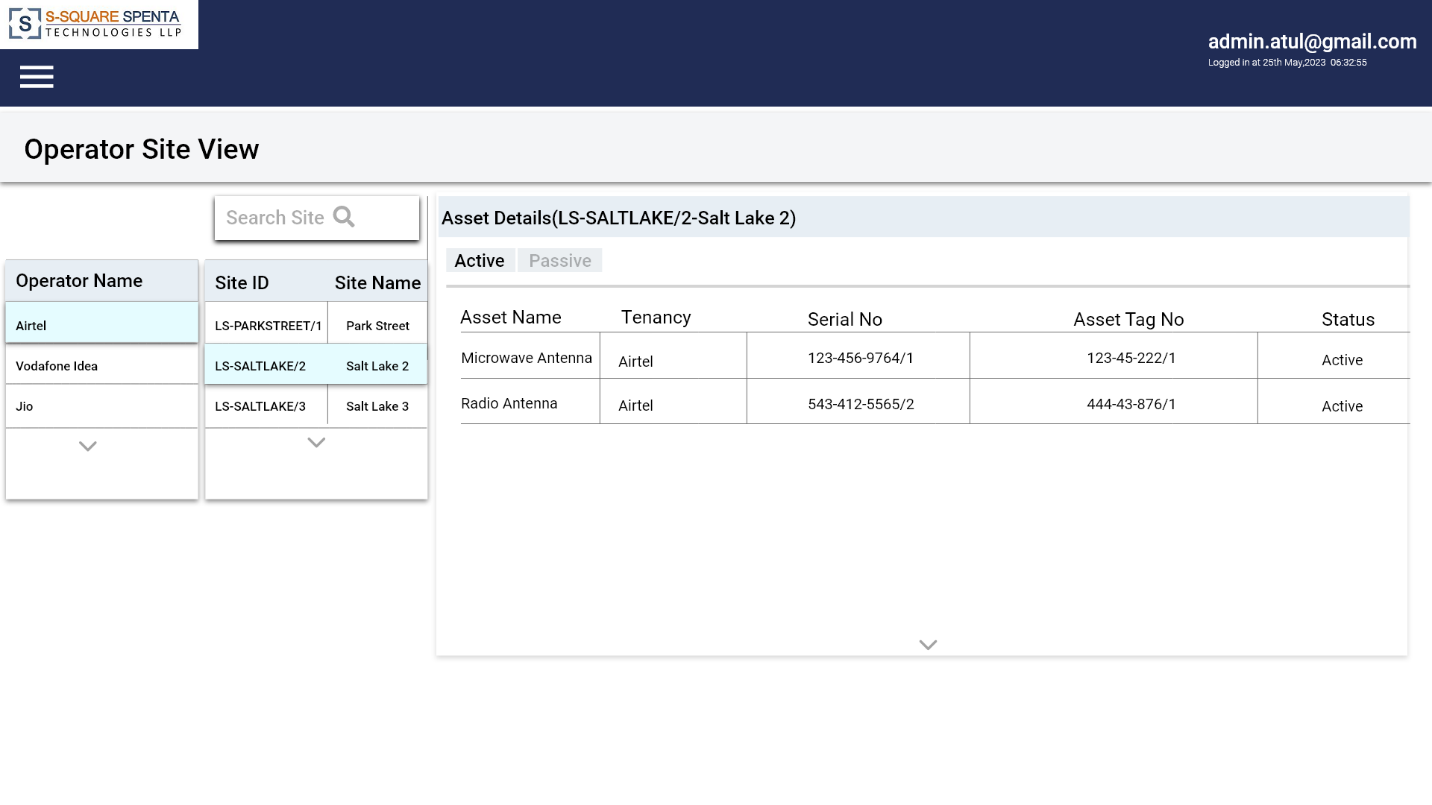 S
S-SQUARE SPENTA
TECHNOLOGIES LLP
admin.atul@gmail.com
Logged in at 25th May,2023 06:32:55
Operator Site View
Search Site
Operator Name
Airtel
Vodafone Idea
Jio
Site ID Site Name
LS-PARKSTREET/1 Park Street
LS-SALTLAKE/2 Salt Lake 2
LS-SALTLAKE/3 Salt Lake 3
Asset Details(LS-SALTLAKE/2-Salt Lake 2)
Active Passive
Asset Name Tenancy Serial No Asset Tag No Status
Microwave Antenna Airtel 123-456-9764/1 123-45-222/1 Active
Radio Antenna Airtel 543-412-5565/2 444-43-876/1 Active